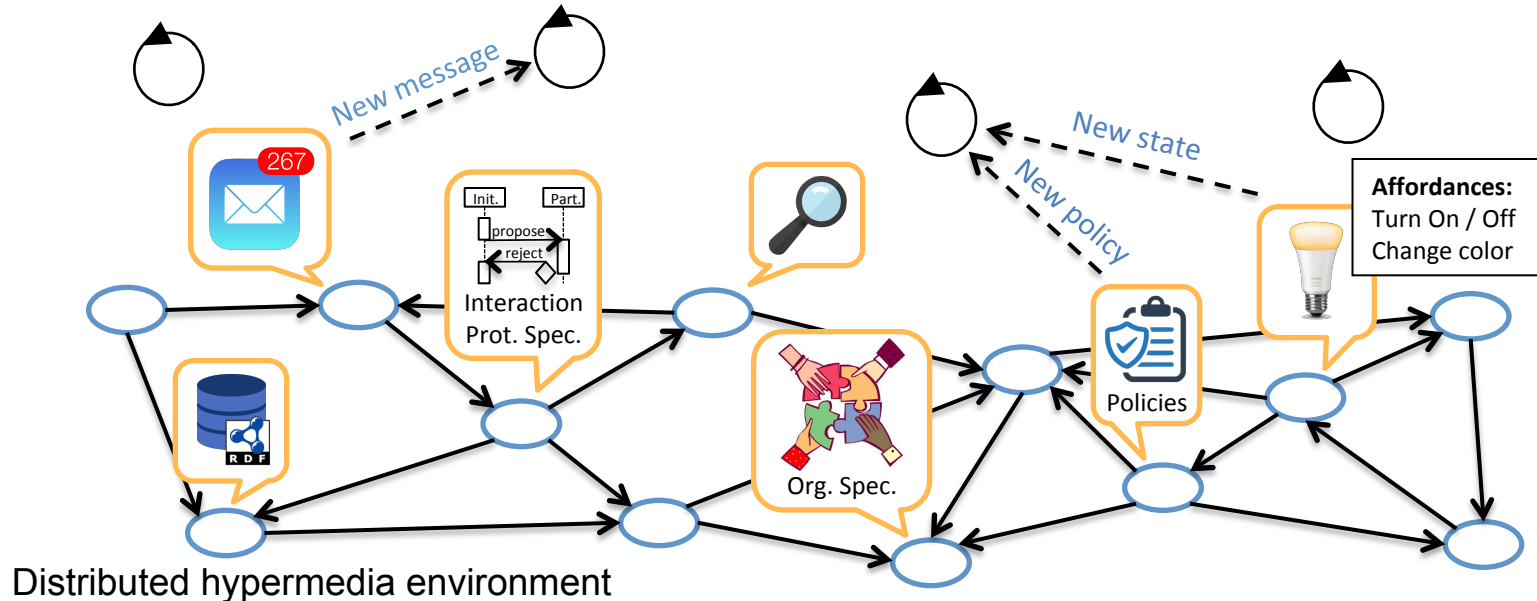 New message
267
New state
New policy
Affordances:
Turn On / Off
Change color
Init.
Part.
propose
reject
Interaction
Prot. Spec.
Policies
RDF
Org. Spec.
Distributed hypermedia environment